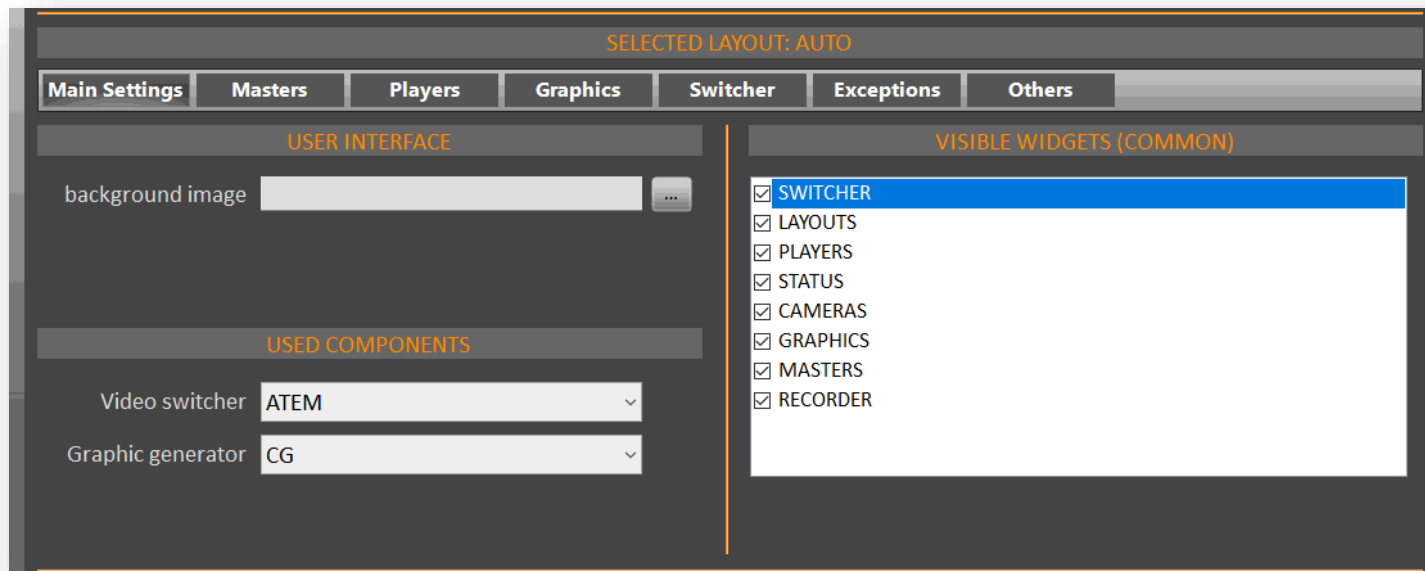 SELECTED LAYOUT: AUTO
Main Settings Masters Players Graphics Switcher Exceptions Others
USER INTERFACE
background image ...
USED COMPONENTS
Video switcher ATEM
Graphic generator CG
VISIBLE WIDGETS (COMMON)
SWITCHER
LAYOUTS
PLAYERS
STATUS
CAMERAS
GRAPHICS
MASTERS
RECORDER